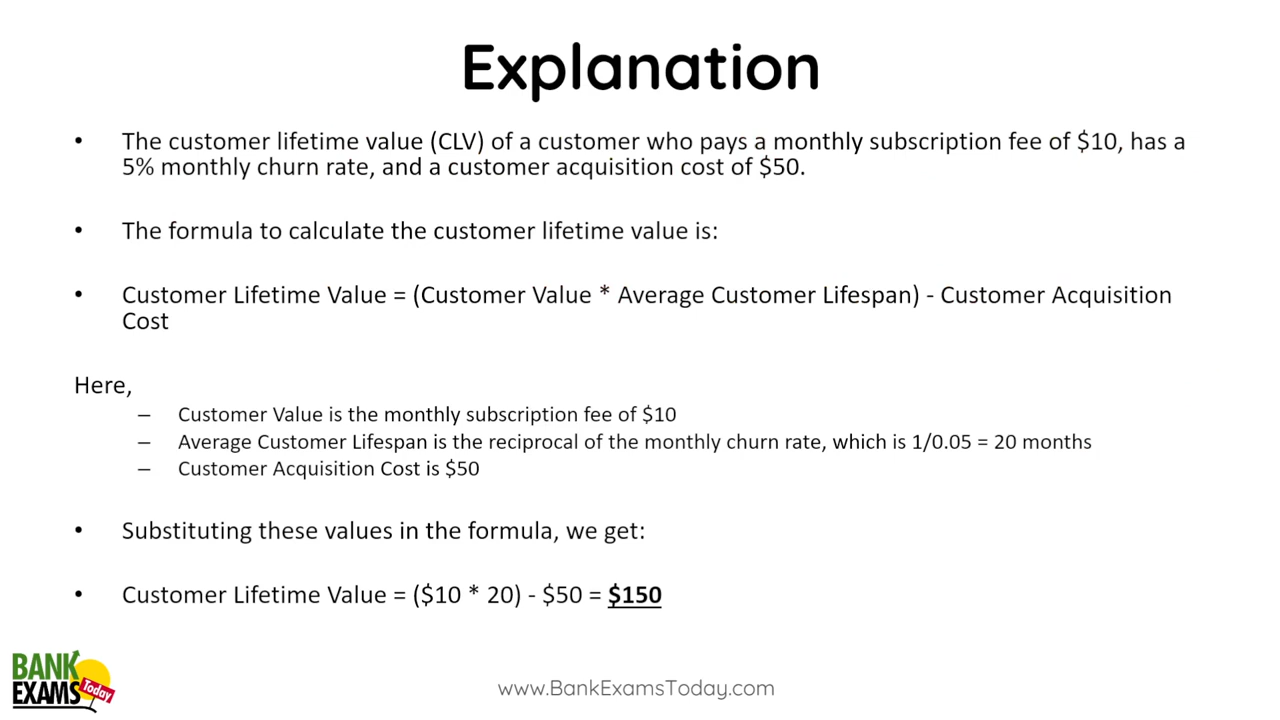 Explanation
• The customer lifetime value (CLV) of a customer who pays a monthly subscription fee of $10, has a
5% monthly churn rate, and a customer acquisition cost of $50.
• The formula to calculate the customer lifetime value is:
• Customer Lifetime Value = (Customer Value * Average Customer Lifespan) - Customer Acquisition
Cost
Here,
– Customer Value is the monthly subscription fee of $10
– Average Customer Lifespan is the reciprocal of the monthly churn rate, which is 1/0.05 = 20 months
– Customer Acquisition Cost is $50
• Substituting these values in the formula, we get:
• Customer Lifetime Value = ($10 * 20) - $50 = $150
BANK
EXAMS
Today
www.BankExamsToday.com